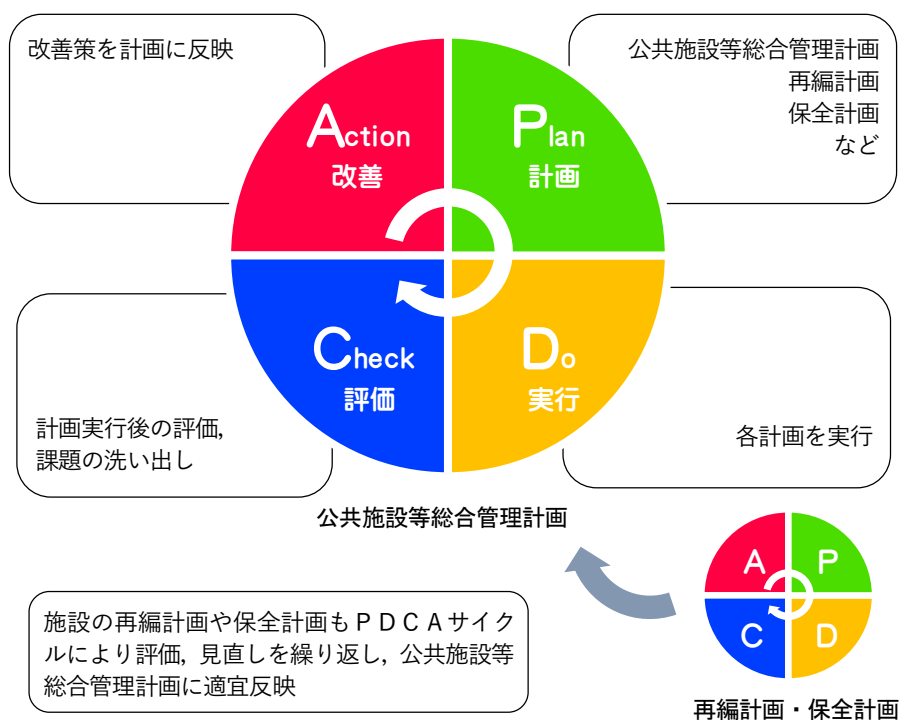 改善策を計画に反映
公共施設等総合管理計画
再編計画
保全計画
など
Action
改善
Plan
計画
Check
評価
Do
実行
計画実行後の評価,
課題の洗い出し
各計画を実行
公共施設等総合管理計画
施設の再編計画や保全計画もＰＤＣＡサイク
ルにより評価, 見直しを繰り返し, 公共施設等
総合管理計画に適宜反映
A
P
C
D
再編計画・保全計画